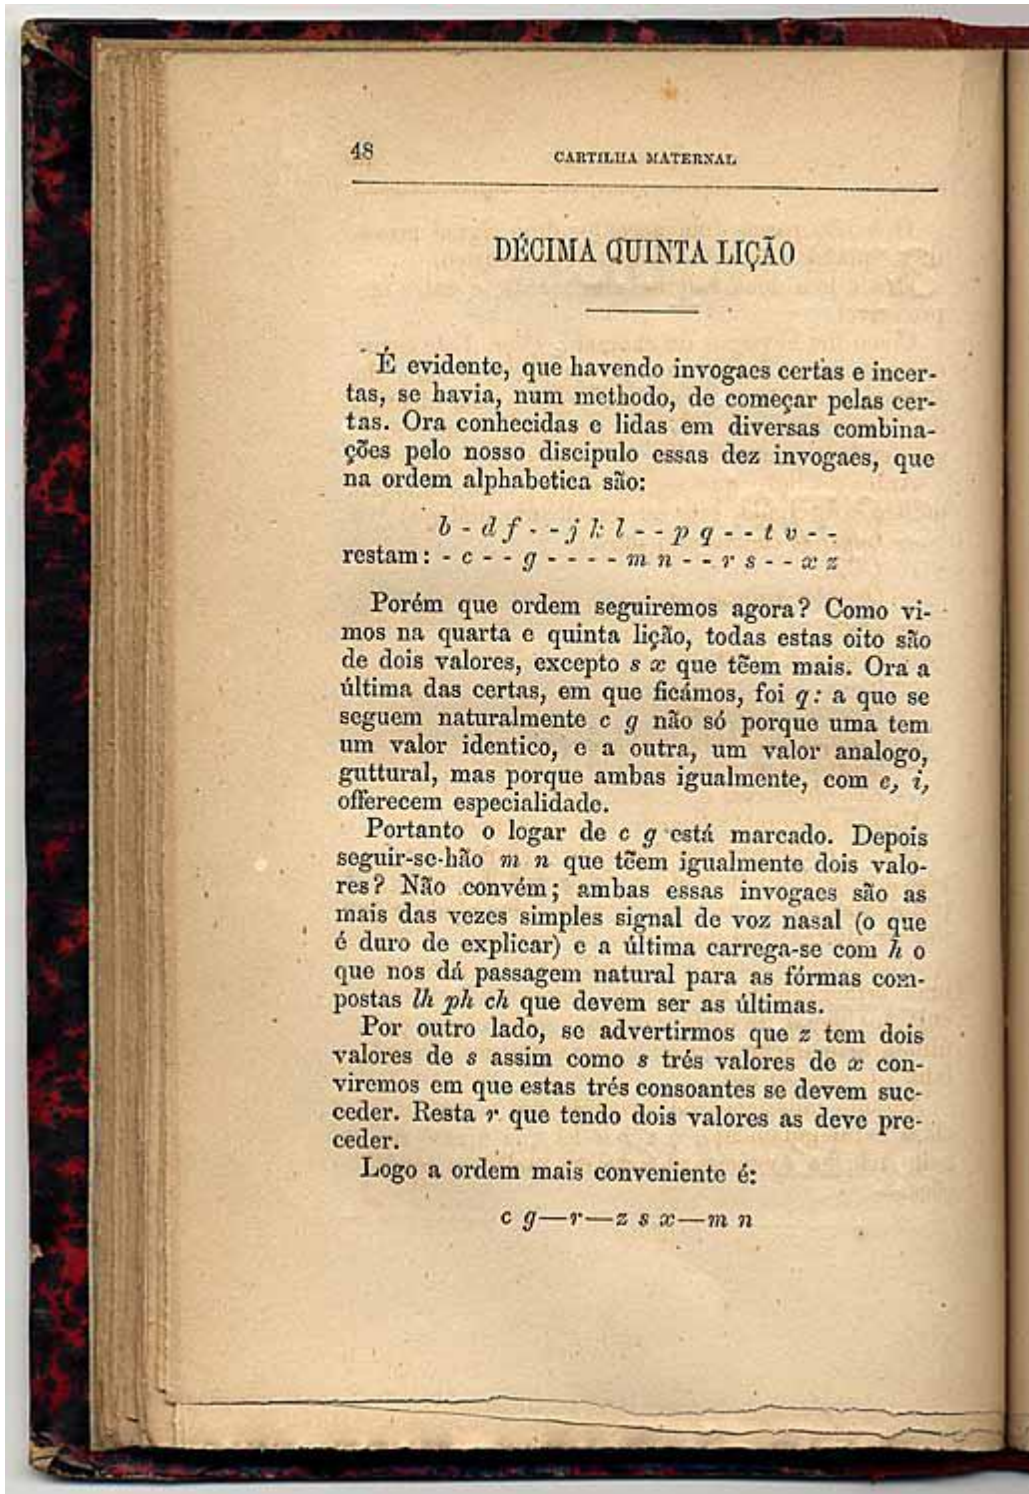 48
CARTILHA MATERNAL
DÉCIMA QUINTA LIÇÃO
É evidente, que havendo invogaes certas e incer-
tas, se havia, num methodo, de começar pelas cer-
tas. Ora conhecidas e lidas em diversas combina-
ções pelo nosso discipulo essas dez invogaes, que
na ordem alphabetica são:
b - d f - - j k l - - p q - - t v - -
restam: - c - - g - - - - m n - - r s - - x z
Porém que ordem seguiremos agora? Como vi-
mos na quarta e quinta lição, todas estas oito são
de dois valores, excepto s x que tẽem mais. Ora a
última das certas, em que ficámos, foi q: a que se
seguem naturalmente c g não só porque uma tem
um valor identico, e a outra, um valor analogo,
guttural, mas porque ambas igualmente, com e, i,
offerecem especialidade.
Portanto o logar de c g está marcado. Depois
seguir-se-hão m n que tẽem igualmente dois valo-
res? Não convém; ambas essas invogaes são as
mais das vezes simples signal de voz nasal (o que
é duro de explicar) e a última carrega-se com h o
que nos dá passagem natural para as fórmas com-
postas lh ph ch que devem ser as últimas.
Por outro lado, se advertirmos que z tem dois
valores de s assim como s trés valores de x con-
viremos em que estas trés consoantes se devem suc-
ceder. Resta r que tendo dois valores as deve pre-
ceder.
Logo a ordem mais conveniente é:
c g—r—z s x—m n